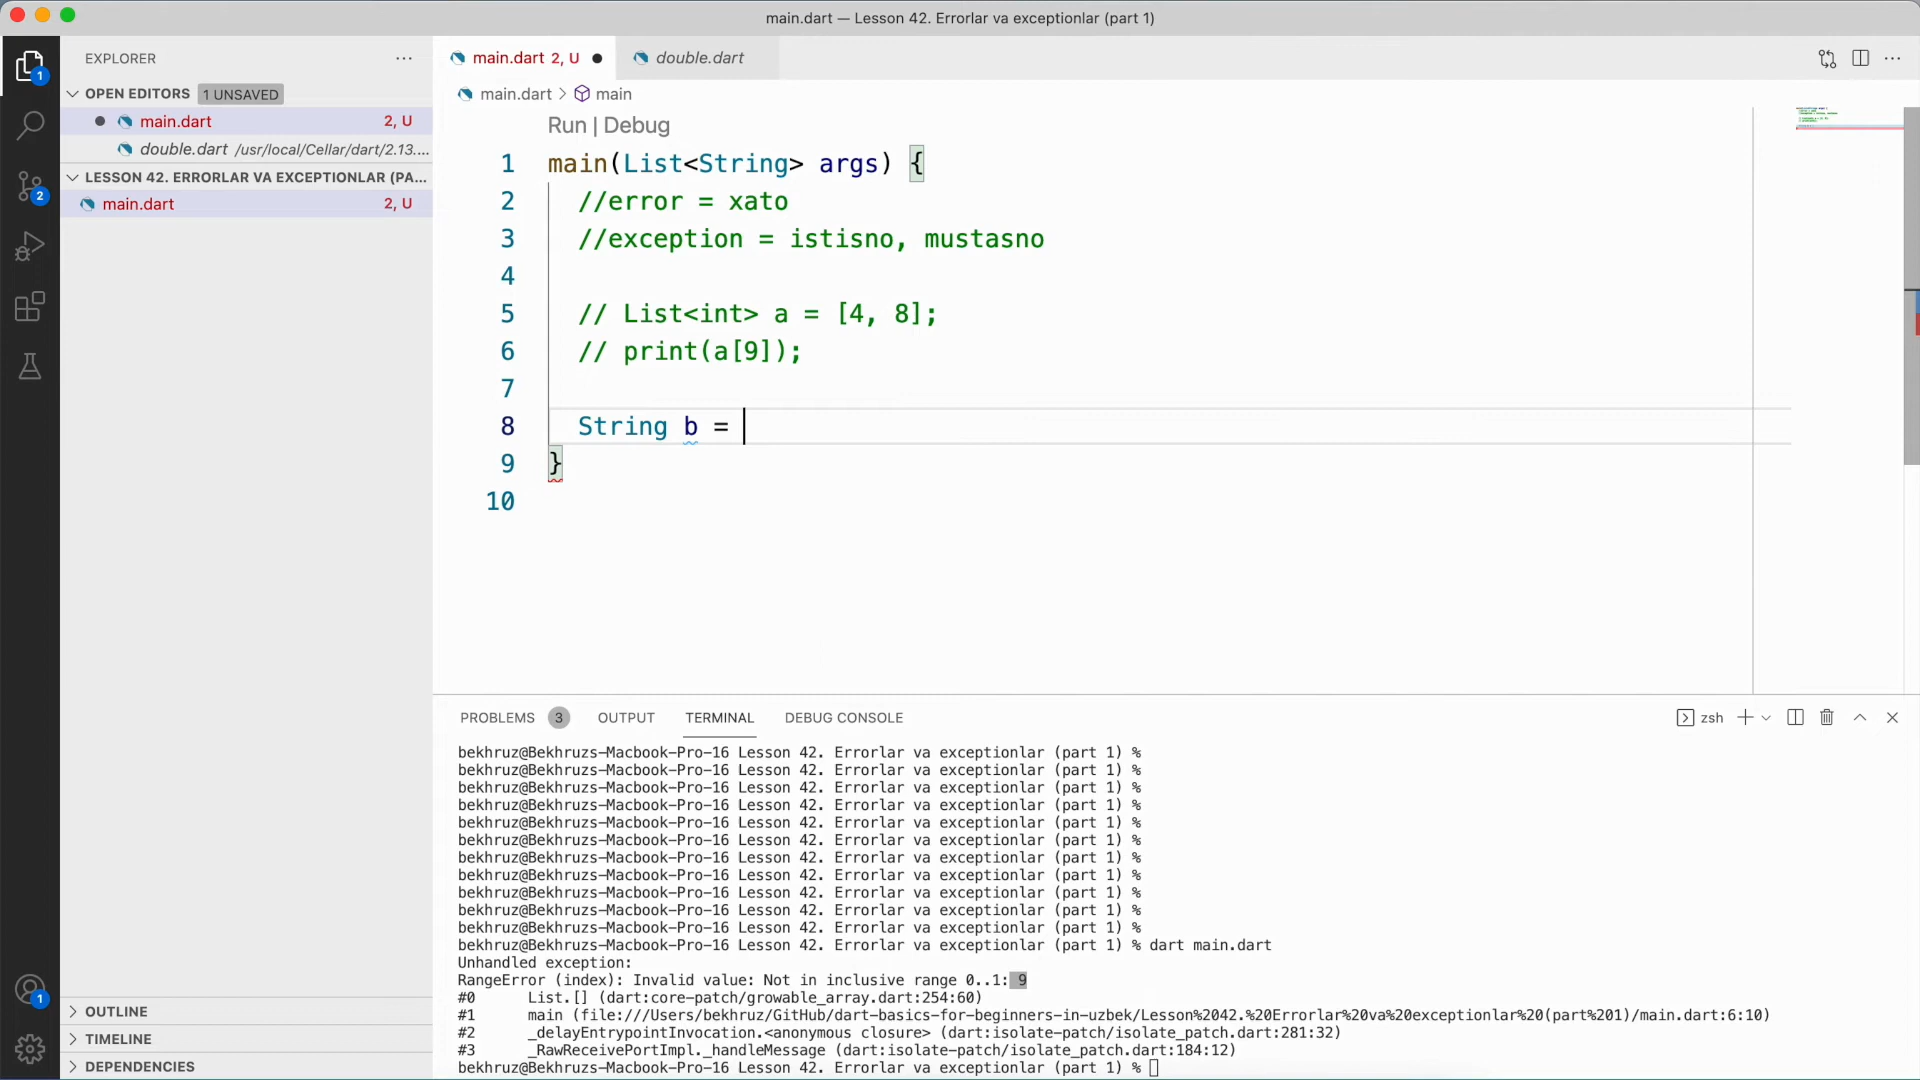 main.dart — Lesson 42. Errorlar va exceptionlar (part 1)
EXPLORER
OPEN EDITORS 1 UNSAVED
main.dart 2, U
double.dart /usr/local/Cellar/dart/2.13....
LESSON 42. ERRORLAR VA EXCEPTIONLAR (PA...
main.dart 2, U
OUTLINE
TIMELINE
DEPENDENCIES
1
2
1
main.dart 2, U
double.dart
main.dart > main
Run | Debug
1 main(List<String> args) {
2 //error = xato
3 //exception = istisno, mustasno
4
5 // List<int> a = [4, 8];
6 // print(a[9]);
7
8 String b =
9 }
10
PROBLEMS 3 OUTPUT TERMINAL DEBUG CONSOLE
zsh
bekhruz@Bekhruzs-Macbook-Pro-16 Lesson 42. Errorlar va exceptionlar (part 1) %
bekhruz@Bekhruzs-Macbook-Pro-16 Lesson 42. Errorlar va exceptionlar (part 1) %
bekhruz@Bekhruzs-Macbook-Pro-16 Lesson 42. Errorlar va exceptionlar (part 1) %
bekhruz@Bekhruzs-Macbook-Pro-16 Lesson 42. Errorlar va exceptionlar (part 1) %
bekhruz@Bekhruzs-Macbook-Pro-16 Lesson 42. Errorlar va exceptionlar (part 1) %
bekhruz@Bekhruzs-Macbook-Pro-16 Lesson 42. Errorlar va exceptionlar (part 1) %
bekhruz@Bekhruzs-Macbook-Pro-16 Lesson 42. Errorlar va exceptionlar (part 1) %
bekhruz@Bekhruzs-Macbook-Pro-16 Lesson 42. Errorlar va exceptionlar (part 1) %
bekhruz@Bekhruzs-Macbook-Pro-16 Lesson 42. Errorlar va exceptionlar (part 1) %
bekhruz@Bekhruzs-Macbook-Pro-16 Lesson 42. Errorlar va exceptionlar (part 1) %
bekhruz@Bekhruzs-Macbook-Pro-16 Lesson 42. Errorlar va exceptionlar (part 1) %
bekhruz@Bekhruzs-Macbook-Pro-16 Lesson 42. Errorlar va exceptionlar (part 1) % dart main.dart
Unhandled exception:
RangeError (index): Invalid value: Not in inclusive range 0..1: 9
#0 List.[] (dart:core-patch/growable_array.dart:254:60)
#1 main (file:///Users/bekhruz/GitHub/dart-basics-for-beginners-in-uzbek/Lesson%2042.%20Errorlar%20va%20exceptionlar%20(part%201)/main.dart:6:10)
#2 _delayEntrypointInvocation.<anonymous closure> (dart:isolate-patch/isolate_patch.dart:281:32)
#3 _RawReceivePortImpl._handleMessage (dart:isolate-patch/isolate_patch.dart:184:12)
bekhruz@Bekhruzs-Macbook-Pro-16 Lesson 42. Errorlar va exceptionlar (part 1) %